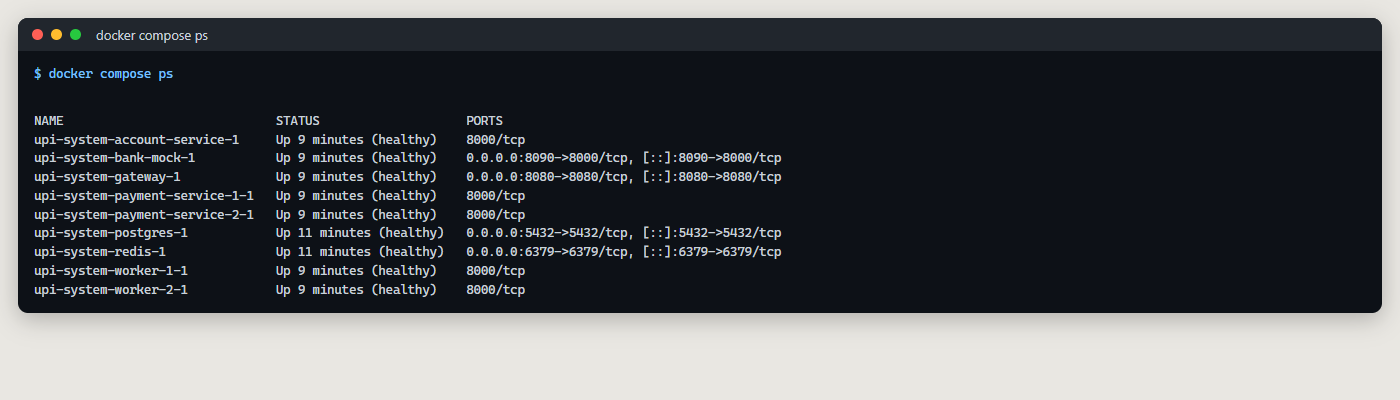 docker compose ps
$ docker compose ps
NAME STATUS PORTS
upi-system-account-service-1 Up 9 minutes (healthy) 8000/tcp
upi-system-bank-mock-1 Up 9 minutes (healthy) 0.0.0.0:8090->8000/tcp, [::]:8090->8000/tcp
upi-system-gateway-1 Up 9 minutes (healthy) 0.0.0.0:8080->8080/tcp, [::]:8080->8080/tcp
upi-system-payment-service-1-1 Up 9 minutes (healthy) 8000/tcp
upi-system-payment-service-2-1 Up 9 minutes (healthy) 8000/tcp
upi-system-postgres-1 Up 11 minutes (healthy) 0.0.0.0:5432->5432/tcp, [::]:5432->5432/tcp
upi-system-redis-1 Up 11 minutes (healthy) 0.0.0.0:6379->6379/tcp, [::]:6379->6379/tcp
upi-system-worker-1-1 Up 9 minutes (healthy) 8000/tcp
upi-system-worker-2-1 Up 9 minutes (healthy) 8000/tcp